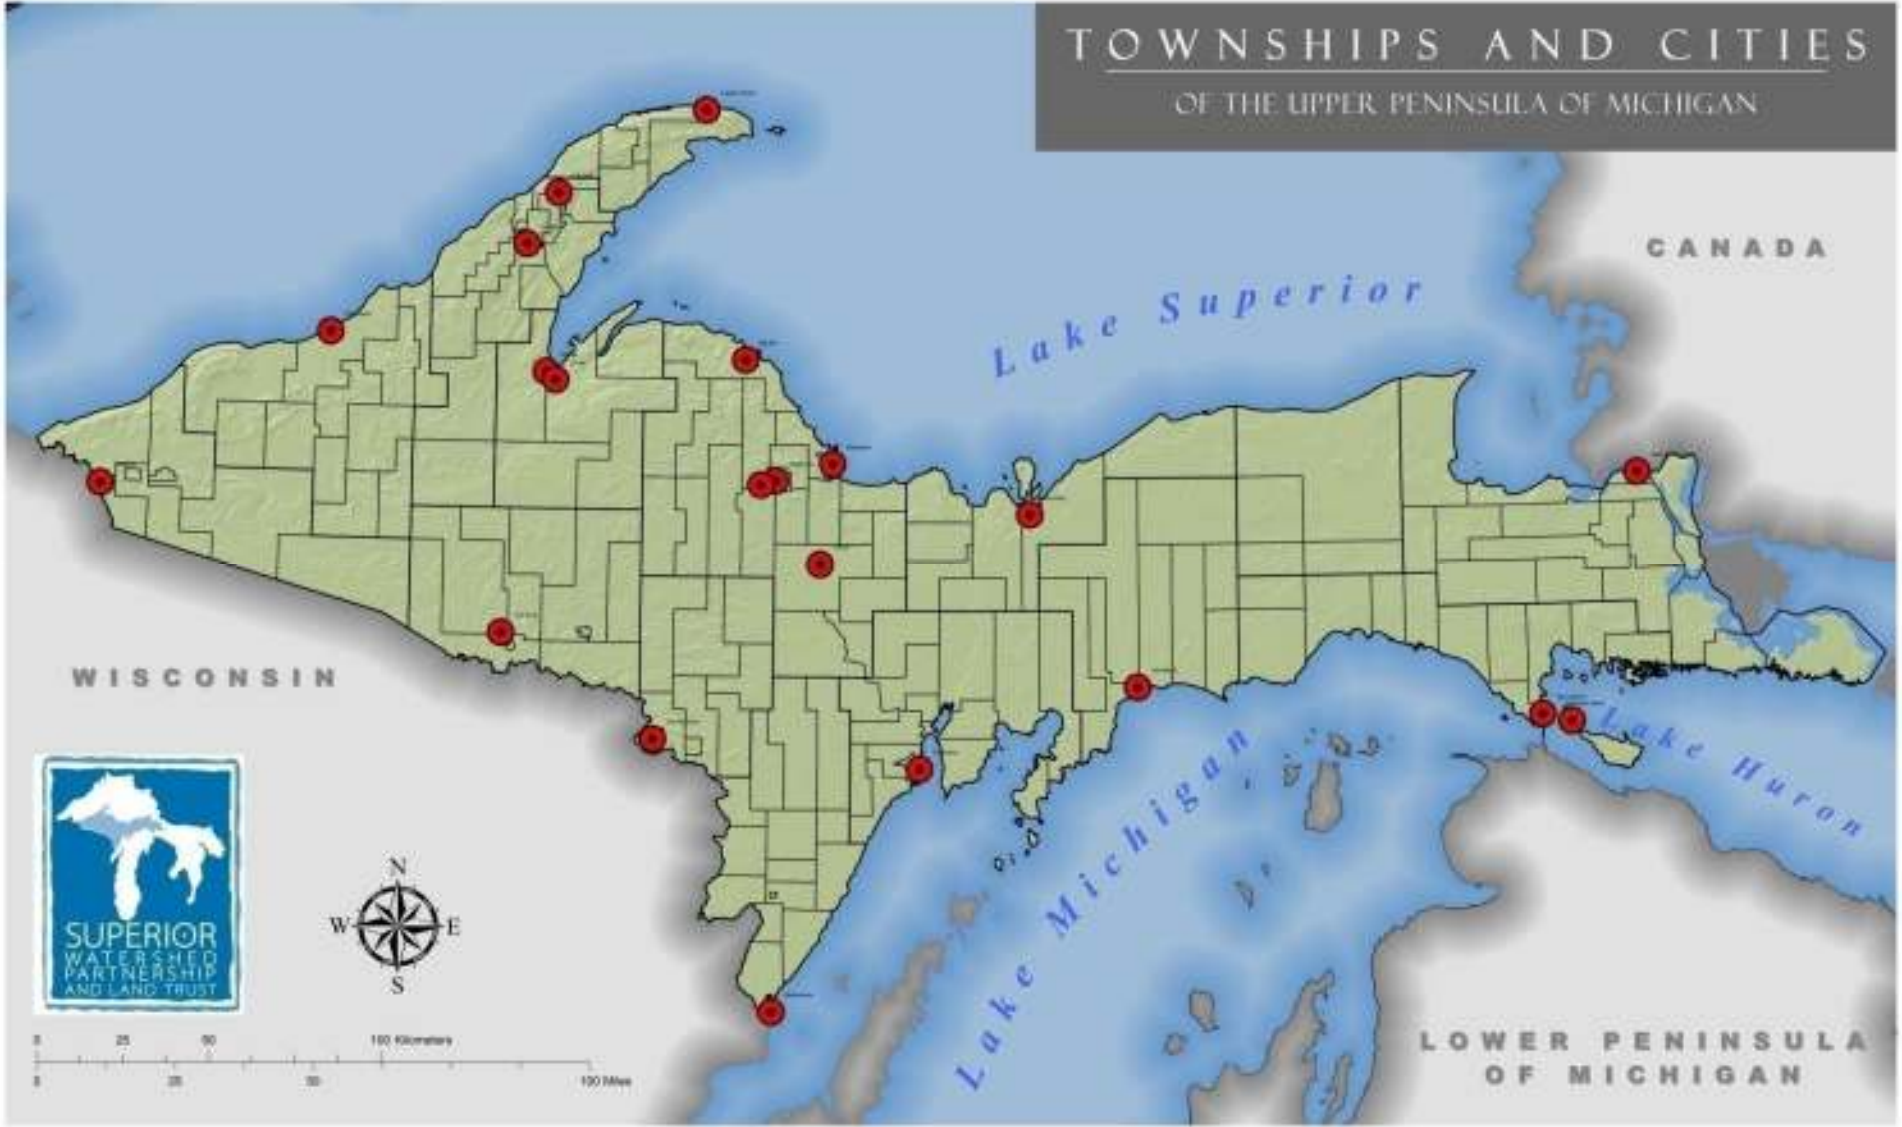 TOWNSHIPS AND CITIES
OF THE UPPER PENINSULA OF MICHIGAN
CANADA
Lake Superior
WISCONSIN
Lake Huron
Lake Michigan
SUPERIOR
WATERSHED
PARTNERSHIP
AND LAND TRUST
N
W E
S
0 25 50 100 Kilometers
0 25 50 100 Miles
LOWER PENINSULA
OF MICHIGAN